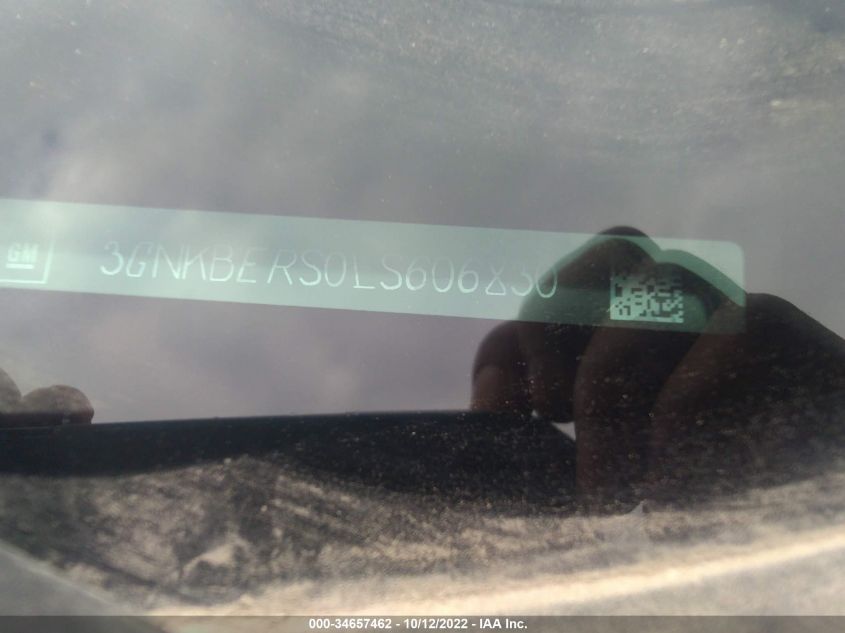 GM 3GNKBERS0LS606830
000-34657462 - 10/12/2022 - IAA Inc.